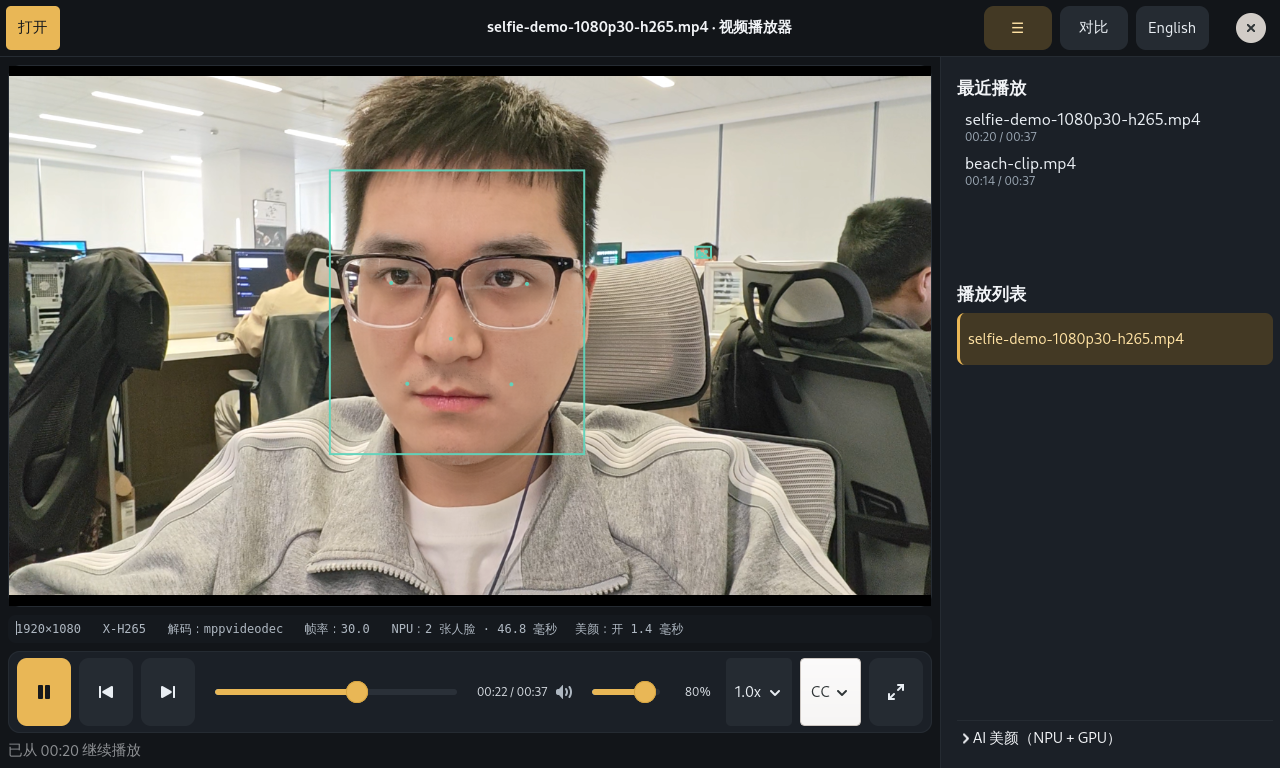 打开
selfie-demo-1080p30-h265.mp4 · 视频播放器
对比
English
最近播放
selfie-demo-1080p30-h265.mp4
00:20 / 00:37
beach-clip.mp4
00:14 / 00:37
播放列表
selfie-demo-1080p30-h265.mp4
1920×1080 X-H265 解码：mppvideodec 帧率：30.0 NPU：2 张人脸 · 46.8 毫秒 美颜：开 1.4 毫秒
00:22 / 00:37 80% 1.0x CC
已从 00:20 继续播放
AI 美颜（NPU + GPU）